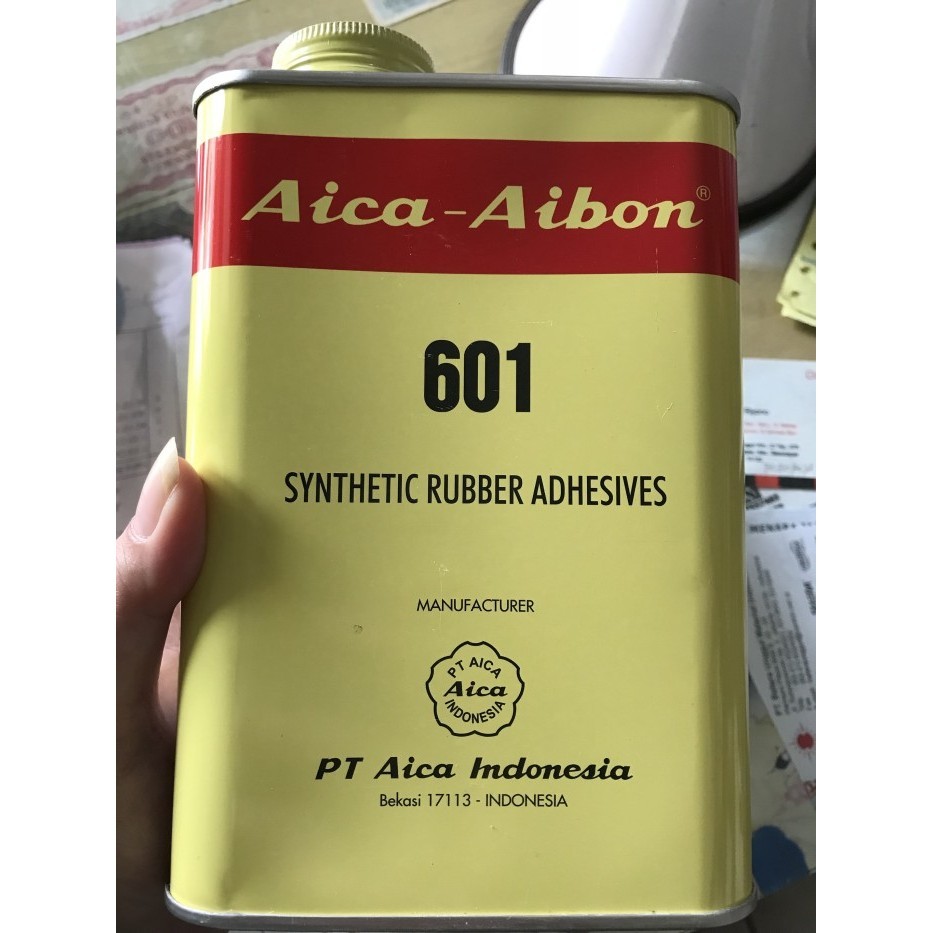 Aica-Aibon®
601
SYNTHETIC RUBBER ADHESIVES
MANUFACTURER
PT AICA
Aica
INDONESIA
PT Aica Indonesia
Bekasi 17113 - INDONESIA